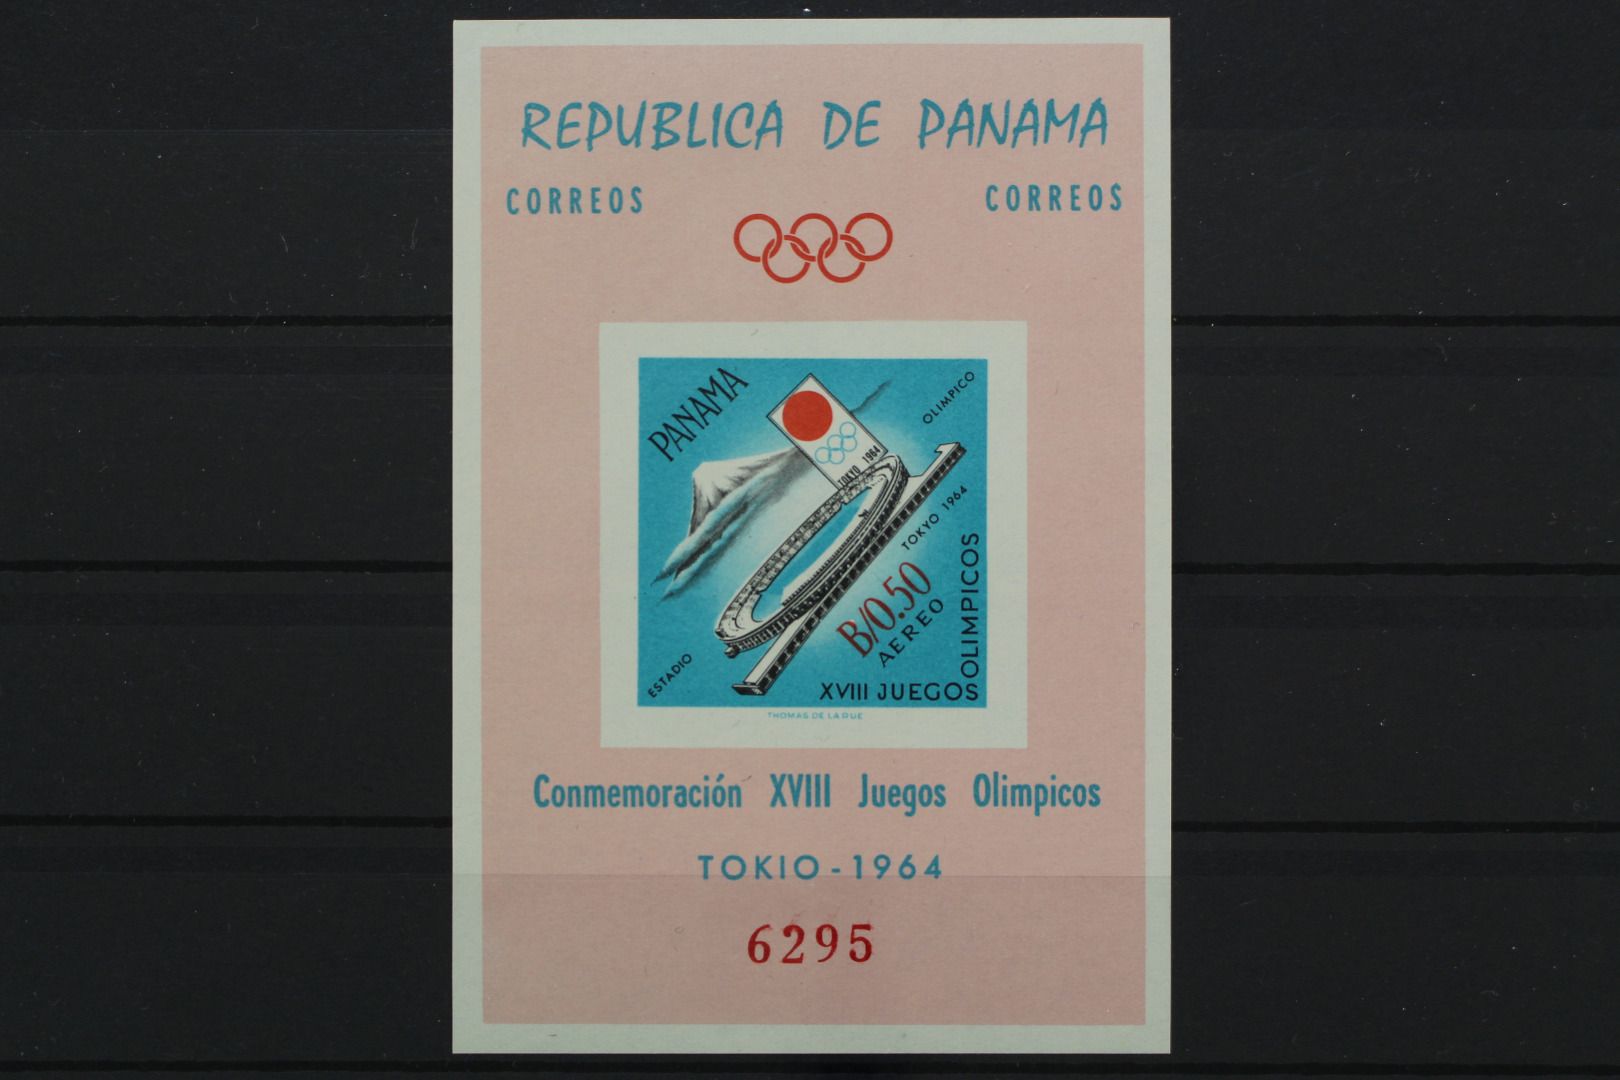 REPUBLICA DE PANAMA
CORREOS CORREOS
PANAMA
OLIMPICO
TOKYO 1964
TOKYO 1964
B/0.50
AEREO
ESTADIO
XVIII JUEGOS OLIMPICOS
THOMAS DE LA RUE
Conmemoración XVIII Juegos Olimpicos
TOKIO - 1964
6295